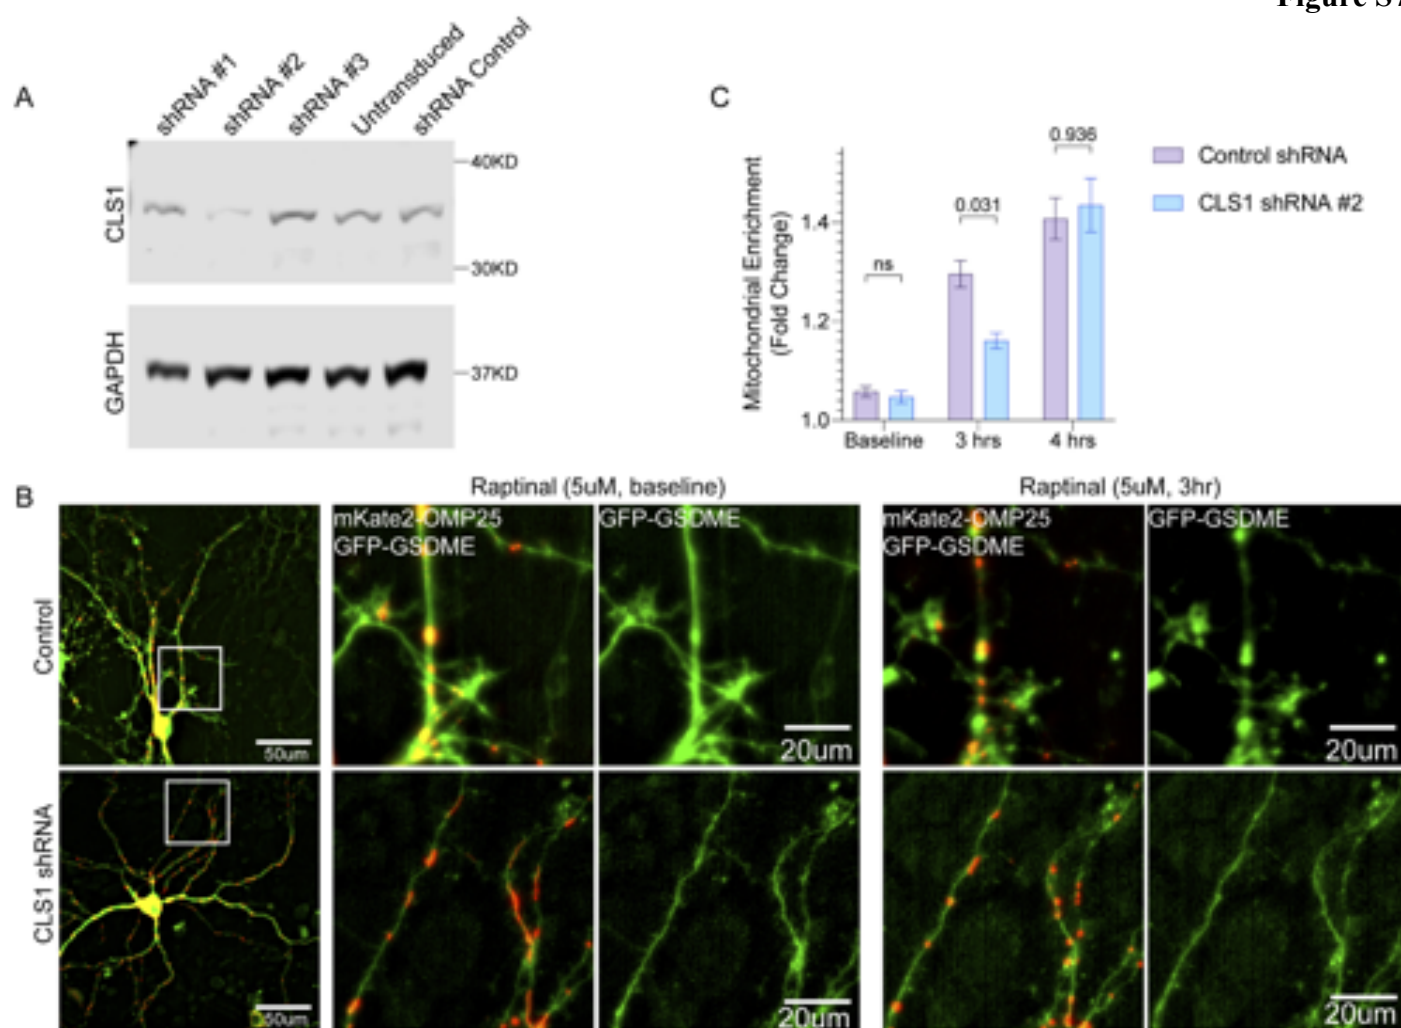 Figure S7
A
shRNA #1
shRNA #2
shRNA #3
Untransduced
shRNA Control
CLS1
40KD
30KD
GAPDH
37KD
C
Mitochondrial Enrichment
(Fold Change)
1.4
1.2
1.0
ns
0.031
0.936
Baseline
3 hrs
4 hrs
Control shRNA
CLS1 shRNA #2
B
Raptinal (5uM, baseline)
Raptinal (5uM, 3hr)
Control
50um
mKate2-OMP25
GFP-GSDME
GFP-GSDME
20um
mKate2-OMP25
GFP-GSDME
GFP-GSDME
20um
CLS1 shRNA
50um
20um
20um